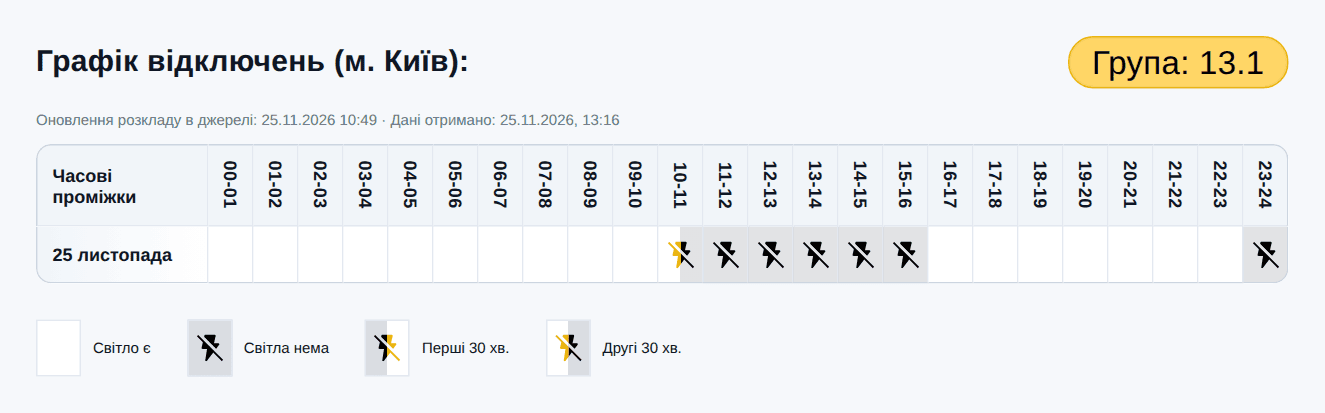 Графік відключень (м. Київ):
Група: 13.1
Оновлення розкладу в джерелі: 25.11.2026 10:49 · Дані отримано: 25.11.2026, 13:16
Часові
проміжки
00-01
01-02
02-03
03-04
04-05
05-06
06-07
07-08
08-09
09-10
10-11
11-12
12-13
13-14
14-15
15-16
16-17
17-18
18-19
19-20
20-21
21-22
22-23
23-24
25 листопада
Світло є
Світла нема
Перші 30 хв.
Другі 30 хв.